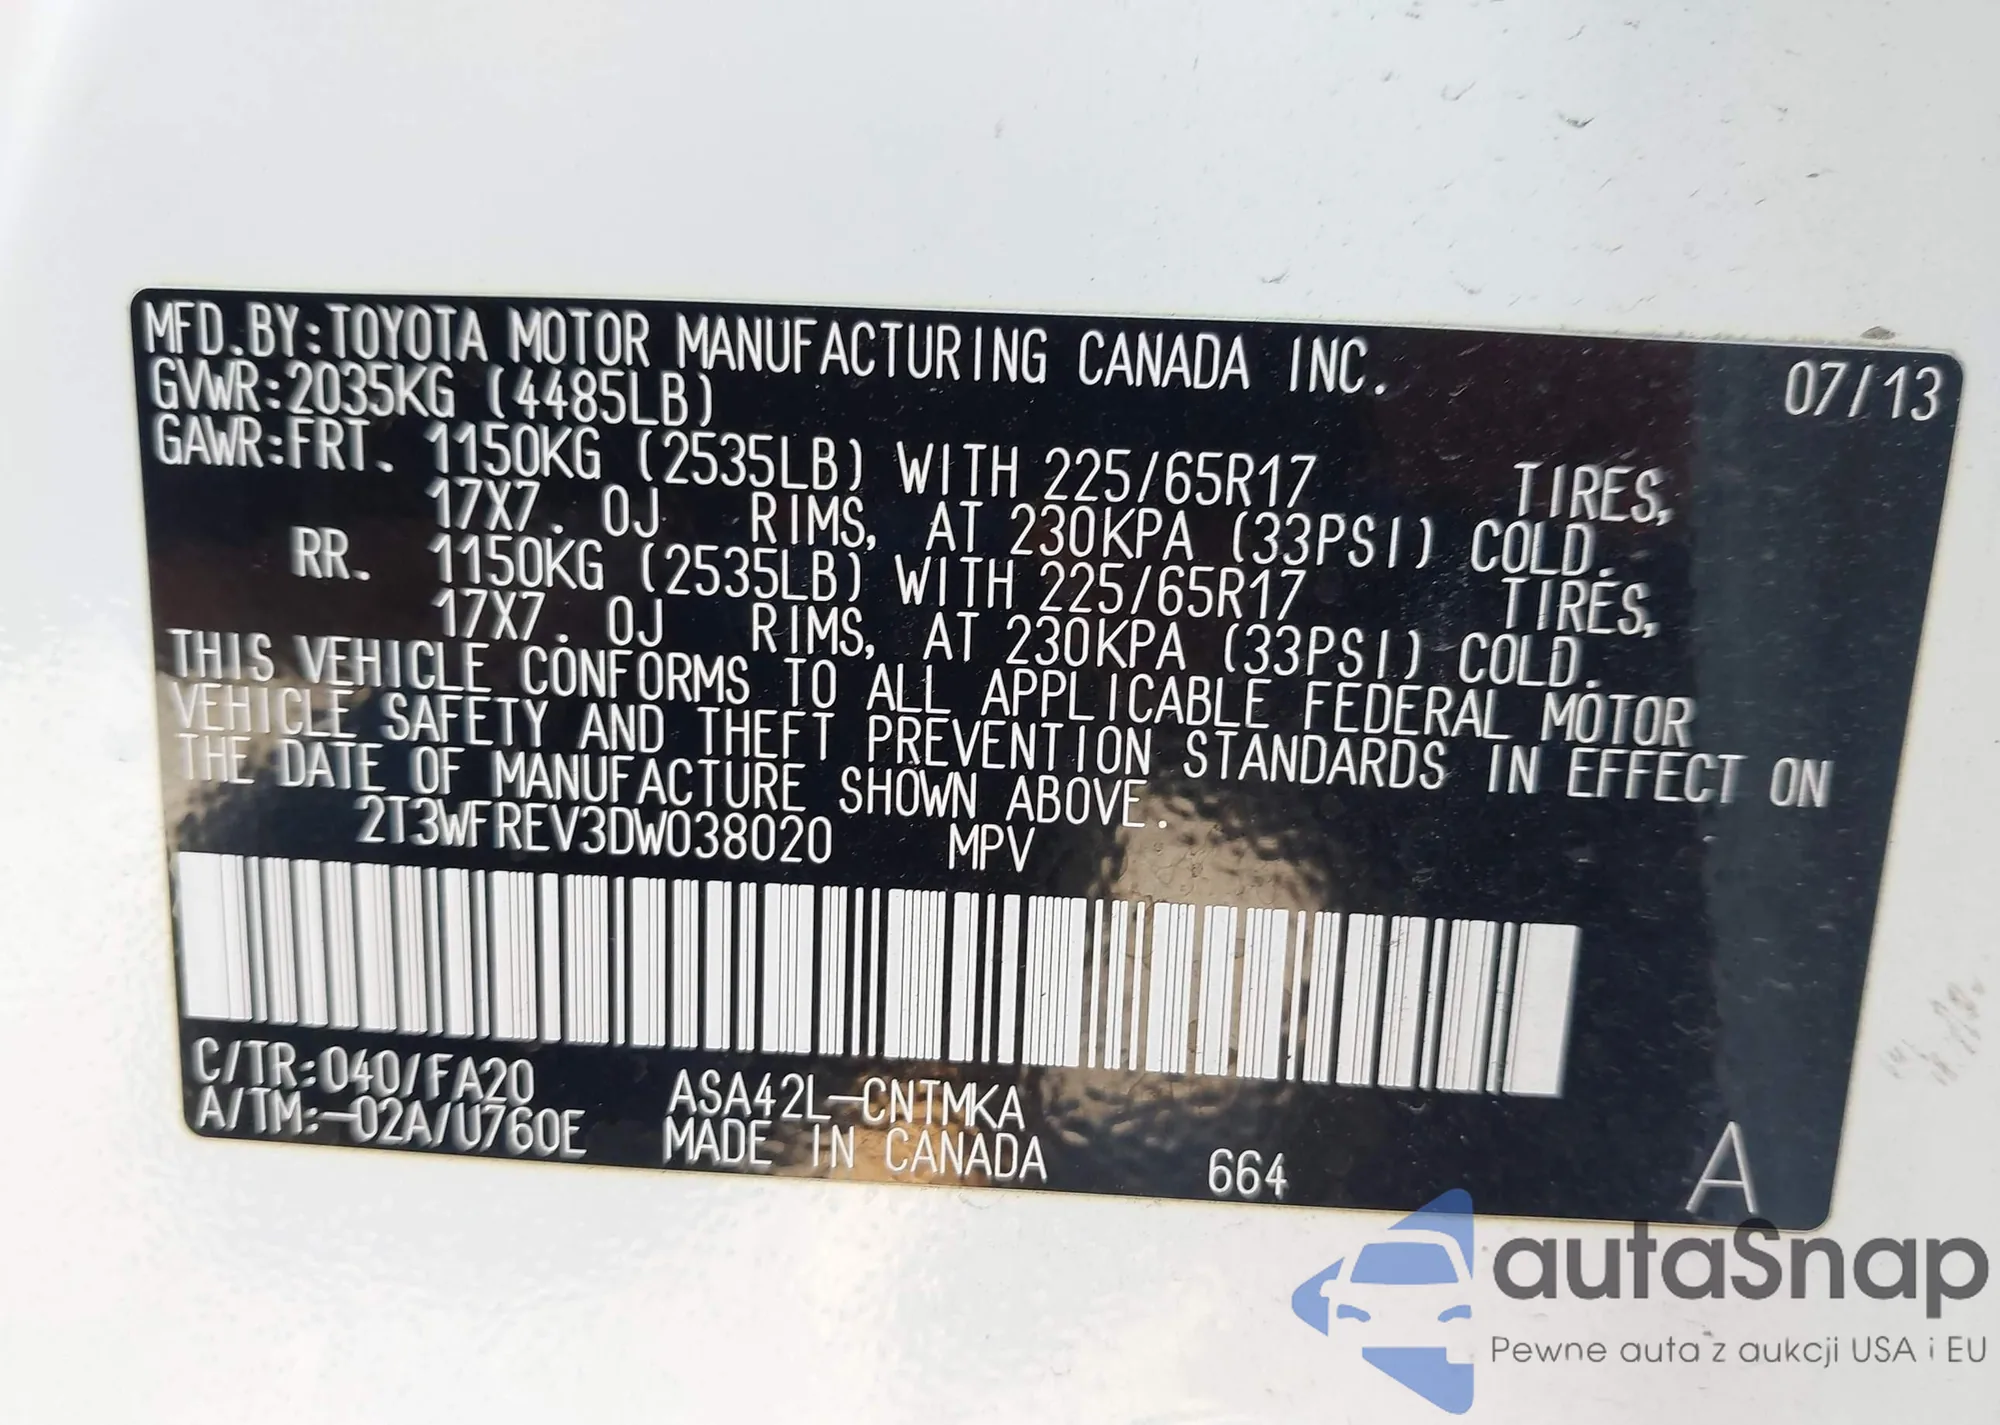 MFD.BY:TOYOTA MOTOR MANUFACTURING CANADA INC. 07/13
GVWR:2035KG (4485LB)
GAWR:FRT. 1150KG (2535LB) WITH 225/65R17 TIRES,
17X7.0J RIMS, AT 230KPA (33PSI) COLD.
RR. 1150KG (2535LB) WITH 225/65R17 TIRES,
17X7.0J RIMS, AT 230KPA (33PSI) COLD.
THIS VEHICLE CONFORMS TO ALL APPLICABLE FEDERAL MOTOR
VEHICLE SAFETY AND THEFT PREVENTION STANDARDS IN EFFECT ON
THE DATE OF MANUFACTURE SHOWN ABOVE.
2T3WFREV3DW038020 MPV
C/TR:040/FA20 ASA42L-CNTMKA
A/TM:-02A/U760E MADE IN CANADA 664 A
autoSnap
Pewne auta z aukcji USA i EU